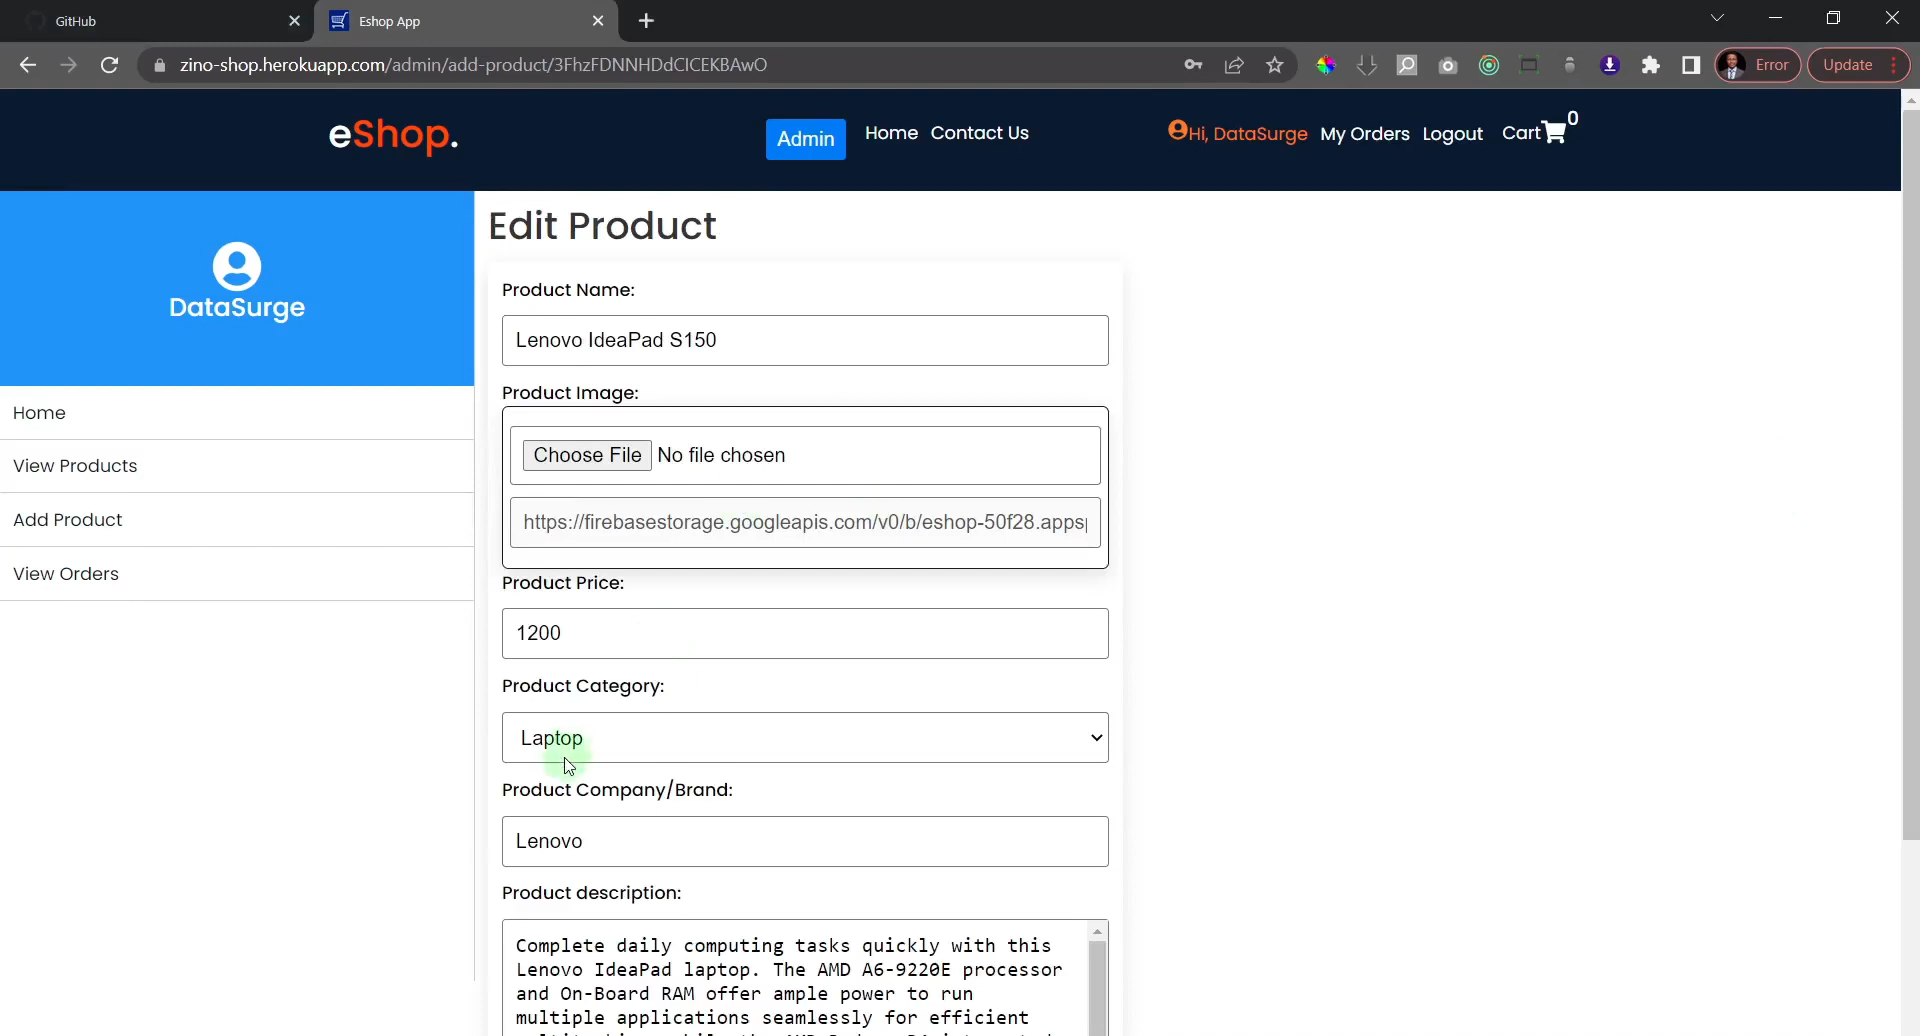 GitHub
Eshop App
zino-shop.herokuapp.com/admin/add-product/3FhzFDNNHDdCICEKBAwO
Error
Update
eShop.
Admin
Home
Contact Us
Hi, DataSurge
My Orders
Logout
Cart
0
DataSurge
Home
View Products
Add Product
View Orders
Edit Product
Product Name:
Lenovo IdeaPad S150
Product Image:
Choose File No file chosen
https://firebasestorage.googleapis.com/v0/b/eshop-50f28.apps
Product Price:
1200
Product Category:
Laptop
Product Company/Brand:
Lenovo
Product description:
Complete daily computing tasks quickly with this
Lenovo IdeaPad laptop. The AMD A6-9220E processor
and On-Board RAM offer ample power to run
multiple applications seamlessly for efficient